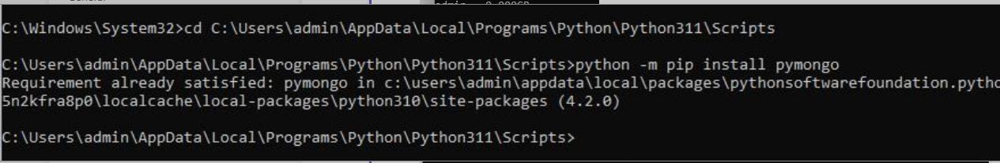 C:\Windows\System32>cd C:\Users\admin\AppData\Local\Programs\Python\Python311\Scripts
C:\Users\admin\AppData\Local\Programs\Python\Python311\Scripts>python -m pip install pymongo
Requirement already satisfied: pymongo in c:\users\admin\appdata\local\packages\pythonsoftwarefoundation.pytho
5n2kfra8p0\localcache\local-packages\python310\site-packages (4.2.0)
C:\Users\admin\AppData\Local\Programs\Python\Python311\Scripts>